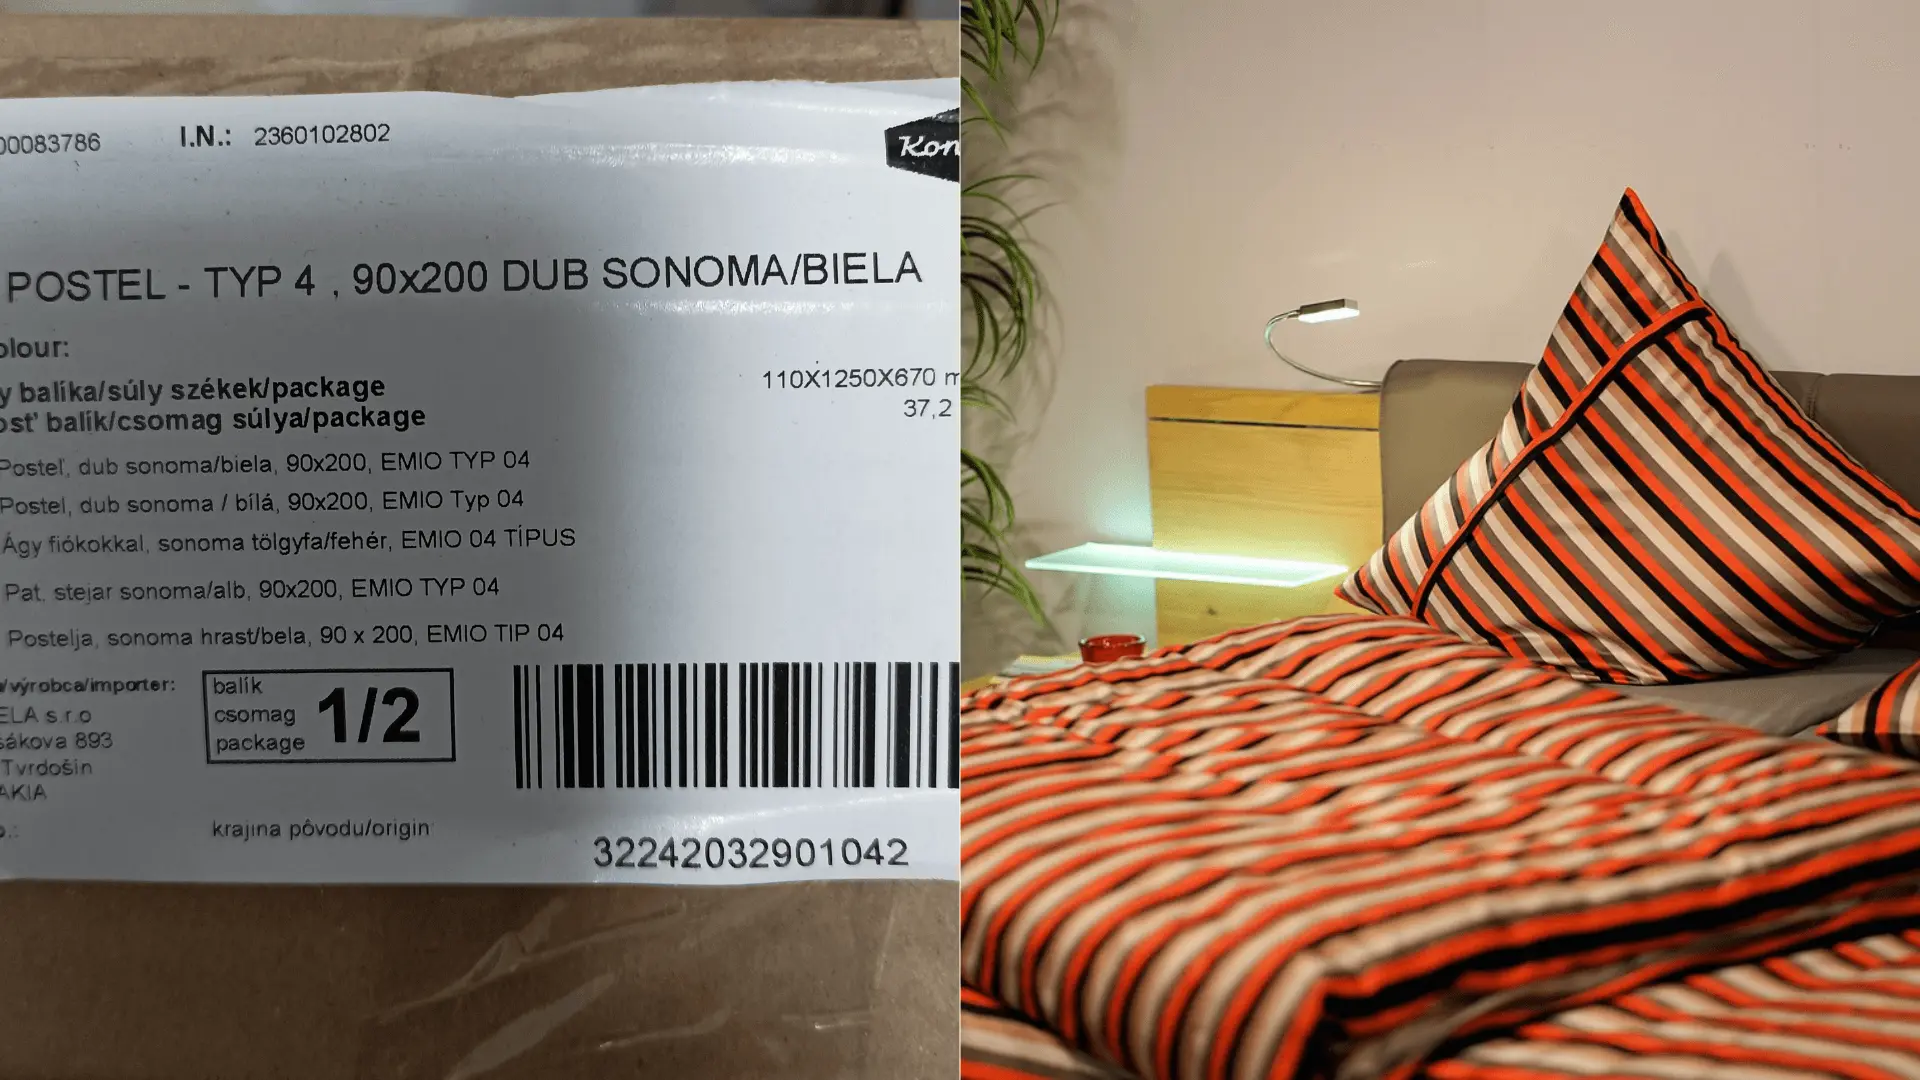 00083786 I.N.: 2360102802
Kon
POSTEL - TYP 4 , 90x200 DUB SONOMA/BIELA
olour:
y balíka/súly székek/package 110X1250X670 m
osť balík/csomag súlya/package 37,2
Posteľ, dub sonoma/biela, 90x200, EMIO TYP 04
Postel, dub sonoma / bílá, 90x200, EMIO Typ 04
Ágy fiókokkal, sonoma tölgyfa/fehér, EMIO 04 TÍPUS
Pat. stejar sonoma/alb, 90x200, EMIO TYP 04
Postelja, sonoma hrast/bela, 90 x 200, EMIO TIP 04
/výrobca/importer:
ELA s.r.o
šákova 893
Tvrdošín
AKIA
balík
csomag
package
1/2
krajina pôvodu/origin
32242032901042